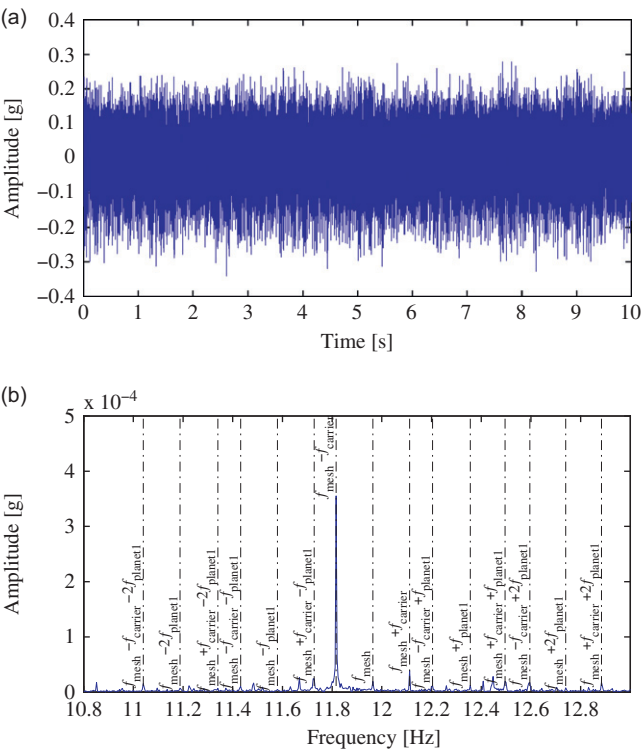 (a)
0.4
0.3
0.2
0.1
0
−0.1
−0.2
−0.3
−0.4
Amplitude [g]
0 1 2 3 4 5 6 7 8 9 10
Time [s]
(b)
x 10⁻⁴
5
4
3
2
1
0
Amplitude [g]
fmesh−fcarrier−2fplanet1
fmesh−2fplanet1
fmesh+fcarrier−2fplanet1
fmesh−fcarrier−fplanet1
fmesh−fplanet1
fmesh+fcarrier−fplanet1
fmesh−fcarrier
fmesh
fmesh+fcarrier
fmesh−fcarrier+fplanet1
fmesh+fplanet1
fmesh+fcarrier+fplanet1
fmesh−fcarrier+2fplanet1
fmesh+2fplanet1
fmesh+fcarrier+2fplanet1
10.8 11 11.2 11.4 11.6 11.8 12 12.2 12.4 12.6 12.8
Frequency [Hz]